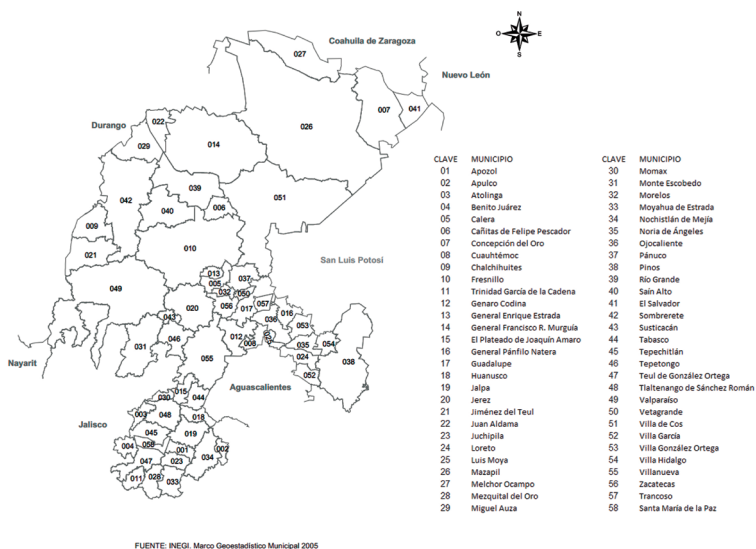 N
O E
S
Coahuila de Zaragoza
027
Nuevo León
007
041
022
Durango
026
014
029
039
051
042
040
006
009
010
San Luis Potosi
021
013
037
005
032
050
049
057
056
017
016
020
036
043
053
046
012
031
008
035
054
024
038
055
052
Nayarit
015
Aguascalientes
030
044
003
048
018
Jalisco
045
019
004
058
001
002
047
023
034
011
028
033
CLAVE MUNICIPIO
01 Apozol
02 Apulco
03 Atolinga
04 Benito Juárez
05 Calera
06 Cañitas de Felipe Pescador
07 Concepción del Oro
08 Cuauhtémoc
09 Chalchihuites
10 Fresnillo
11 Trinidad García de la Cadena
12 Genaro Codina
13 General Enrique Estrada
14 General Francisco R. Murguía
15 El Plateado de Joaquín Amaro
16 General Pánfilo Natera
17 Guadalupe
18 Huanusco
19 Jalpa
20 Jerez
21 Jiménez del Teul
22 Juan Aldama
23 Juchipila
24 Loreto
25 Luis Moya
26 Mazapil
27 Melchor Ocampo
28 Mezquital del Oro
29 Miguel Auza
CLAVE MUNICIPIO
30 Momax
31 Monte Escobedo
32 Morelos
33 Moyahua de Estrada
34 Nochistlán de Mejía
35 Noria de Ángeles
36 Ojocaliente
37 Pánuco
38 Pinos
39 Río Grande
40 Saín Alto
41 El Salvador
42 Sombrerete
43 Susticacán
44 Tabasco
45 Tepechitlán
46 Tepetongo
47 Teul de González Ortega
48 Tlaltenango de Sánchez Román
49 Valparaíso
50 Vetagrande
51 Villa de Cos
52 Villa García
53 Villa González Ortega
54 Villa Hidalgo
55 Villanueva
56 Zacatecas
57 Trancoso
58 Santa María de la Paz
FUENTE: INEGI. Marco Geoestadístico Municipal 2005